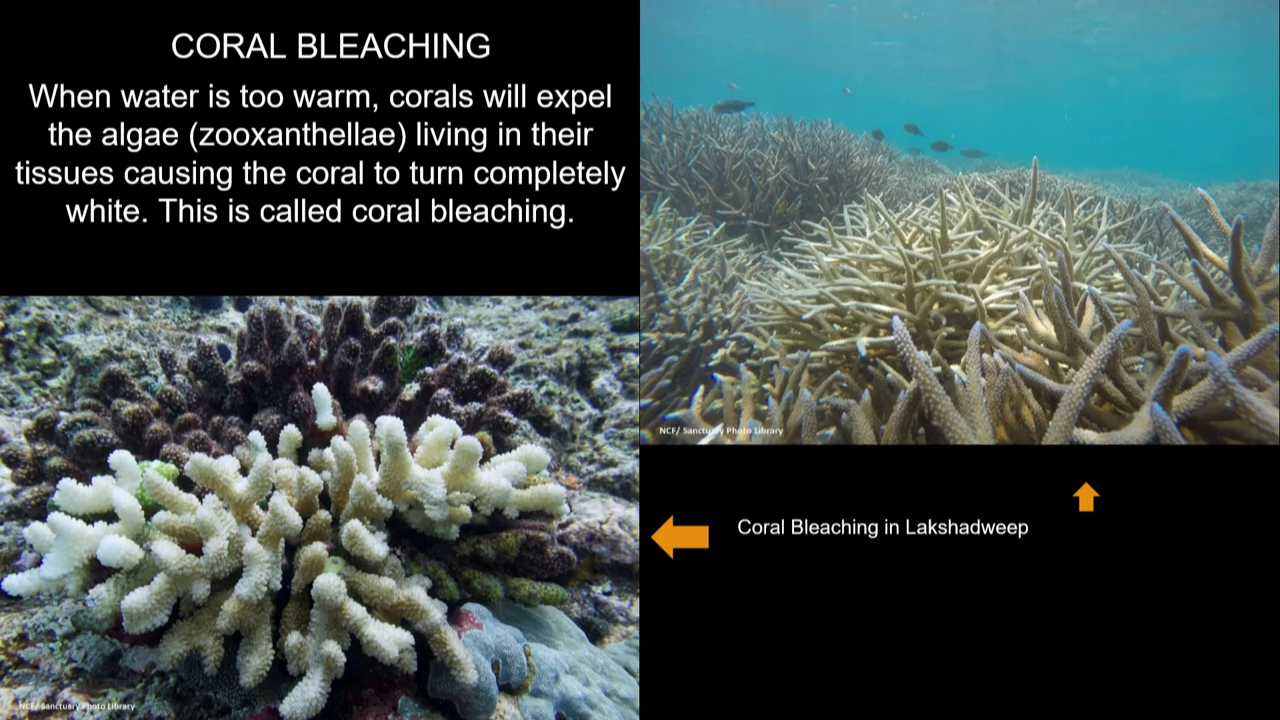 CORAL BLEACHING
When water is too warm, corals will expel
the algae (zooxanthellae) living in their
tissues causing the coral to turn completely
white. This is called coral bleaching.
NCF/ Sanctuary Photo Library
Coral Bleaching in Lakshadweep
NCF/ Sanctuary Photo Library